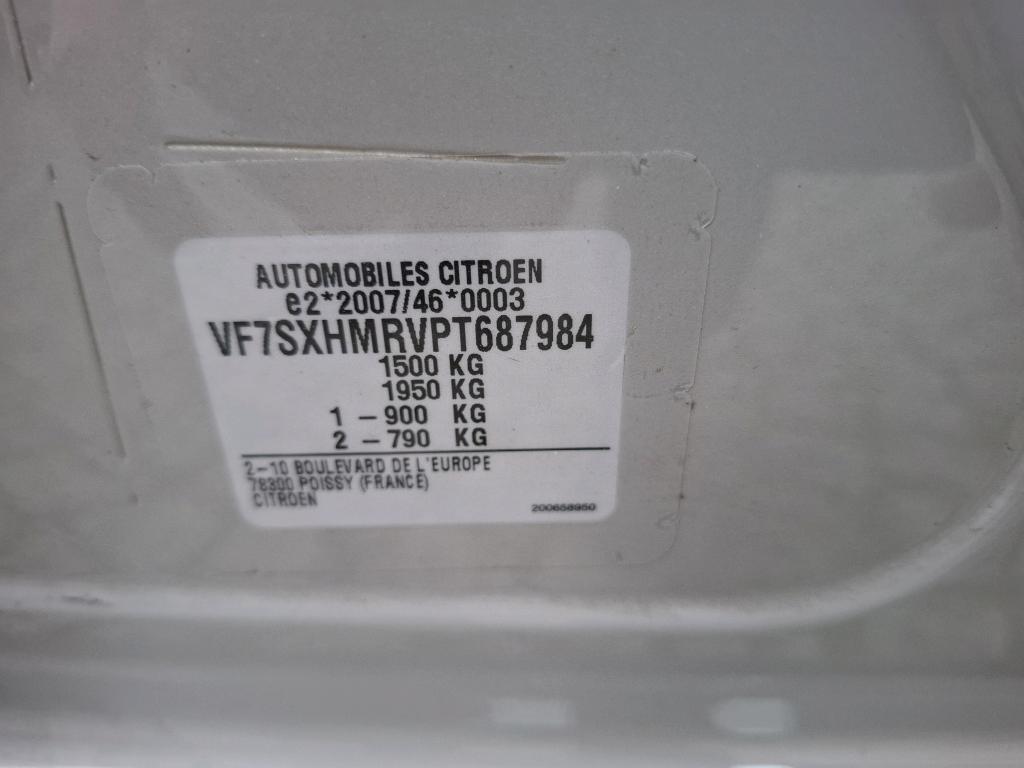 AUTOMOBILES CITROEN
e2*2007/46*0003
VF7SXHMRVPT687984
1500 KG
1950 KG
1 - 900 KG
2 - 790 KG
2-10 BOULEVARD DE L'EUROPE
78300 POISSY (FRANCE)
CITROEN
200658950